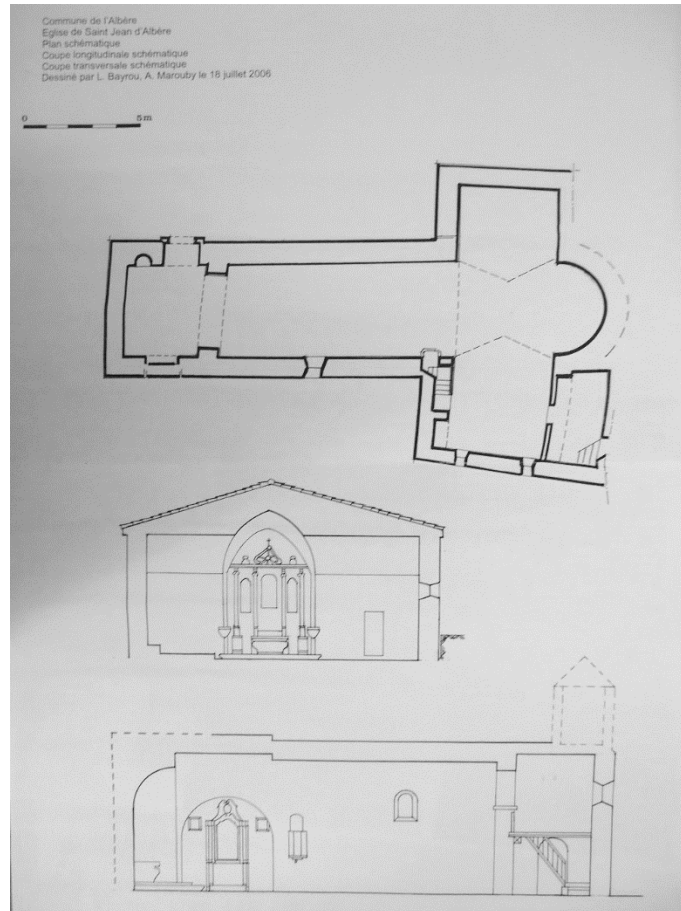 Commune de l'Albère
Eglise de Saint Jean d'Albère
Plan schématique
Coupe longitudinale schématique
Coupe transversale schématique
Dessiné par L. Bayrou, A. Marouby le 18 juillet 2006
0 5m